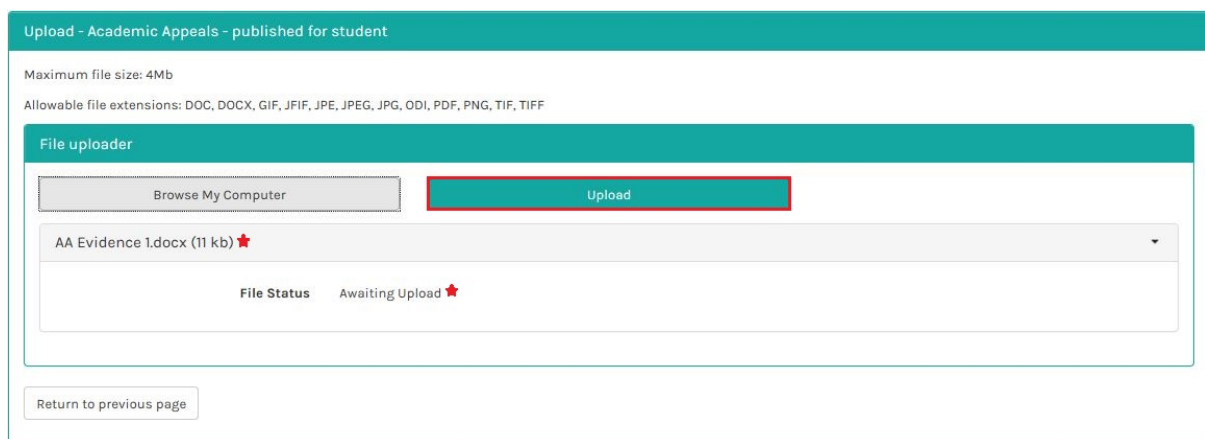 Upload - Academic Appeals - published for student
Maximum file size: 4Mb
Allowable file extensions: DOC, DOCX, GIF, JFIF, JPE, JPEG, JPG, ODI, PDF, PNG, TIF, TIFF
File uploader
Browse My Computer
Upload
AA Evidence 1.docx (11 kb)
File Status Awaiting Upload
Return to previous page